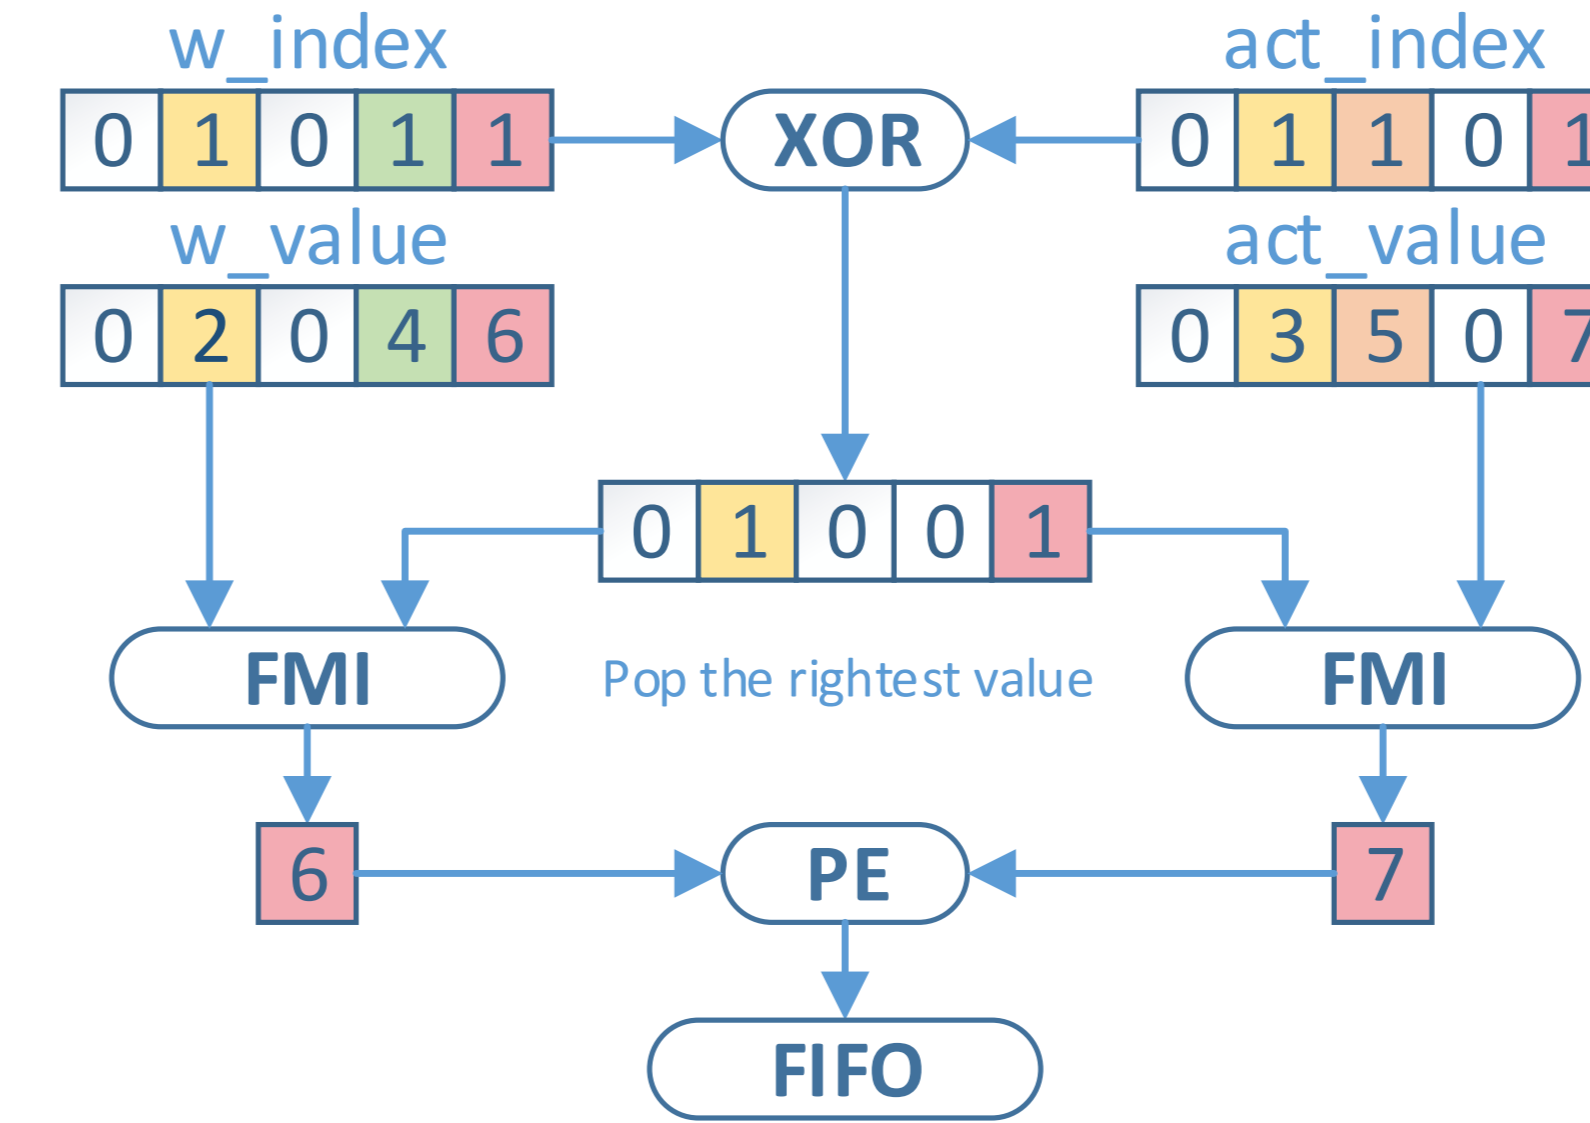 w_index act_index
0 1 0 1 1 XOR 0 1 1 0 1
w_value act_value
0 2 0 4 6 0 3 5 0 7
0 1 0 0 1
FMI Pop the rightest value FMI
6 PE 7
FIFO